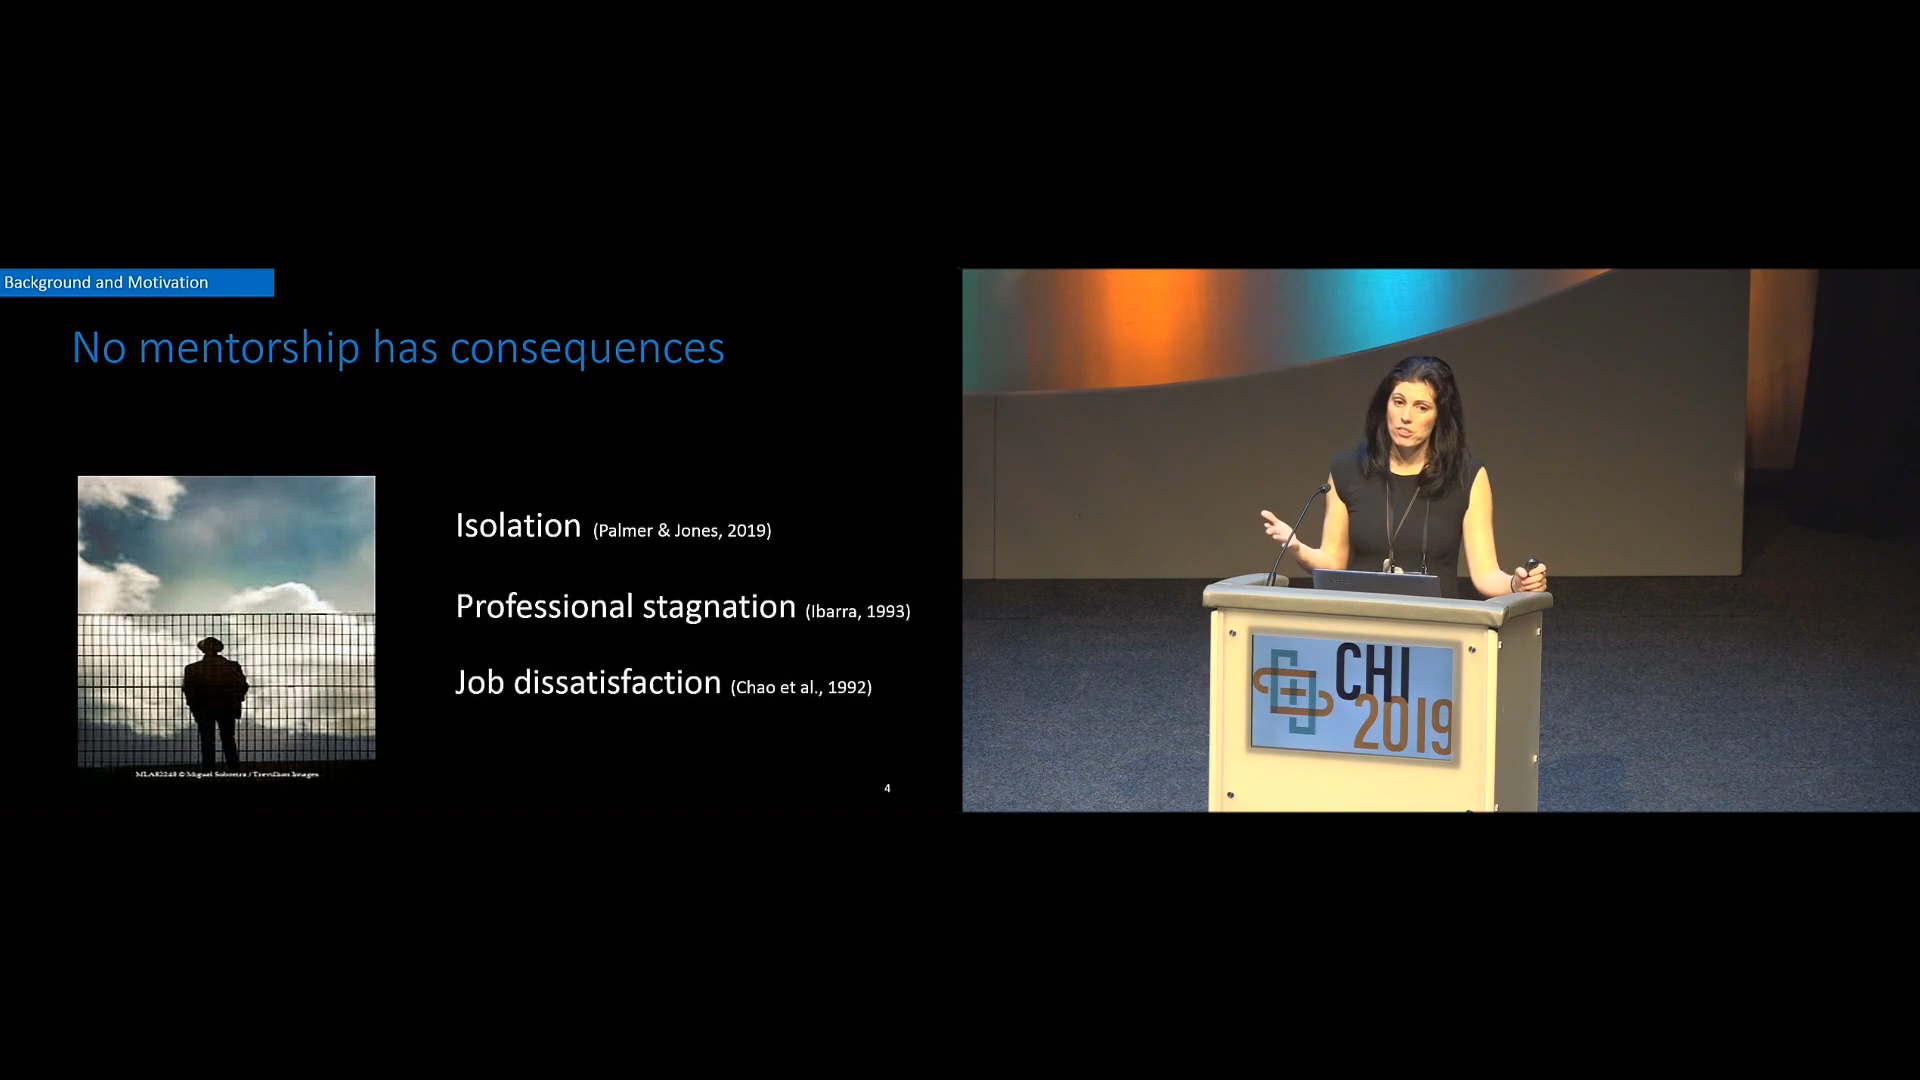 Background and Motivation
No mentorship has consequences
Isolation (Palmer & Jones, 2019)
Professional stagnation (Ibarra, 1993)
Job dissatisfaction (Chao et al., 1992)
4
CHI
2019